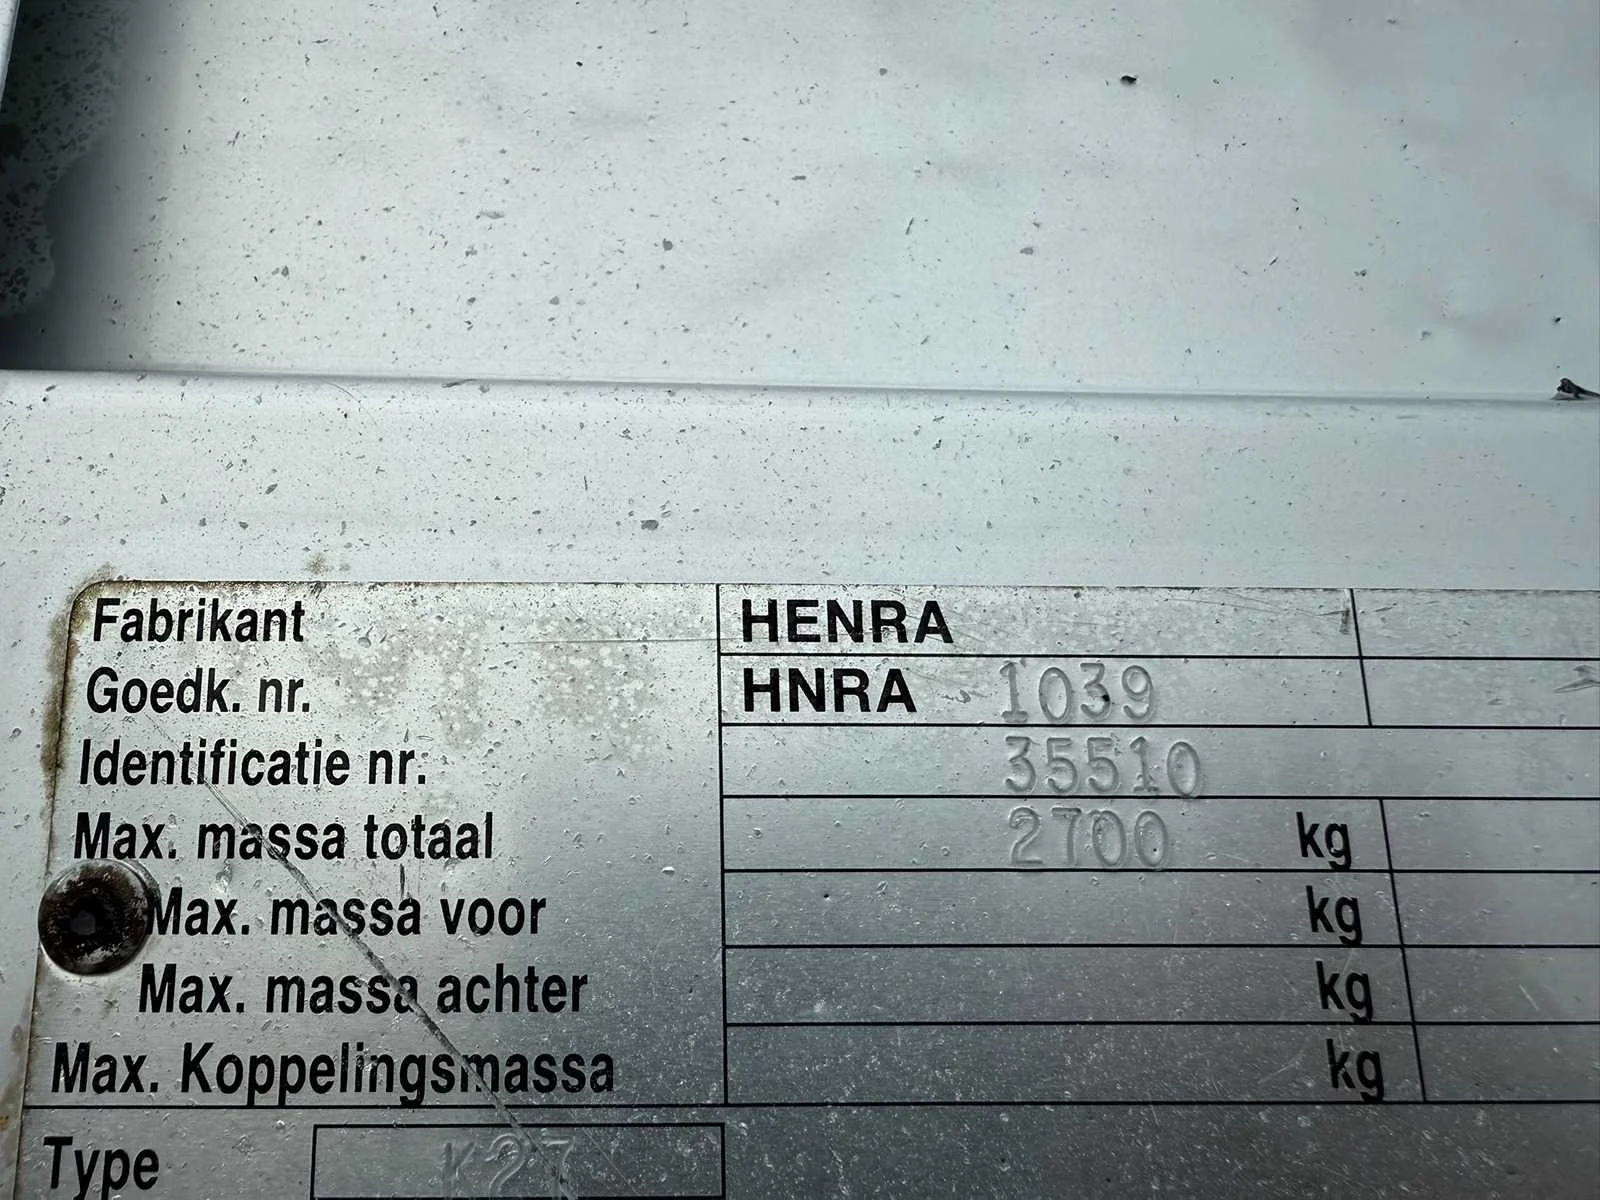 Fabrikant HENRA
Goedk. nr. HNRA 1039
Identificatie nr. 35510
Max. massa totaal 2700 kg
Max. massa voor kg
Max. massa achter kg
Max. Koppelingsmassa kg
Type K27